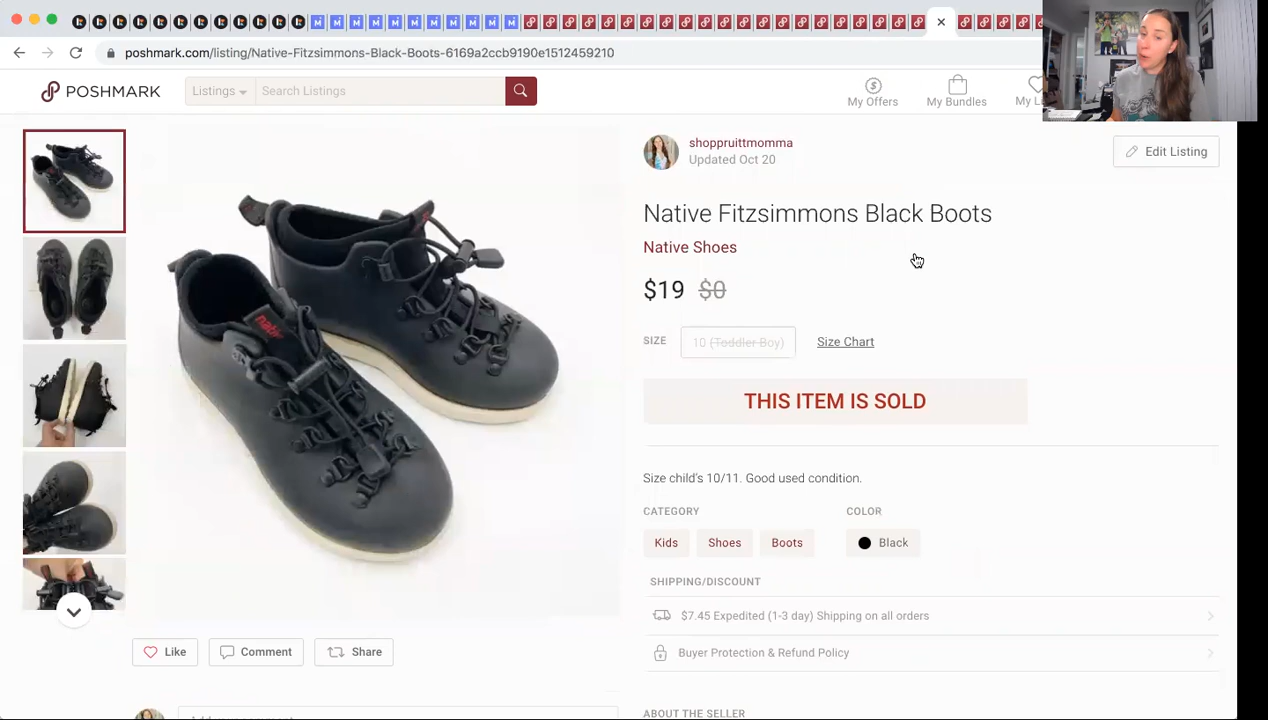 poshmark.com/listing/Native-Fitzsimmons-Black-Boots-6169a2ccb9190e1512459210
POSHMARK
Listings
Search Listings
My Offers
My Bundles
shoppruittmomma
Updated Oct 20
Edit Listing
Native Fitzsimmons Black Boots
Native Shoes
$19 $0
SIZE
10 (Toddler Boy)
Size Chart
THIS ITEM IS SOLD
Size child's 10/11. Good used condition.
CATEGORY
COLOR
Kids
Shoes
Boots
Black
SHIPPING/DISCOUNT
$7.45 Expedited (1-3 day) Shipping on all orders
Buyer Protection & Refund Policy
Like
Comment
Share
ABOUT THE SELLER